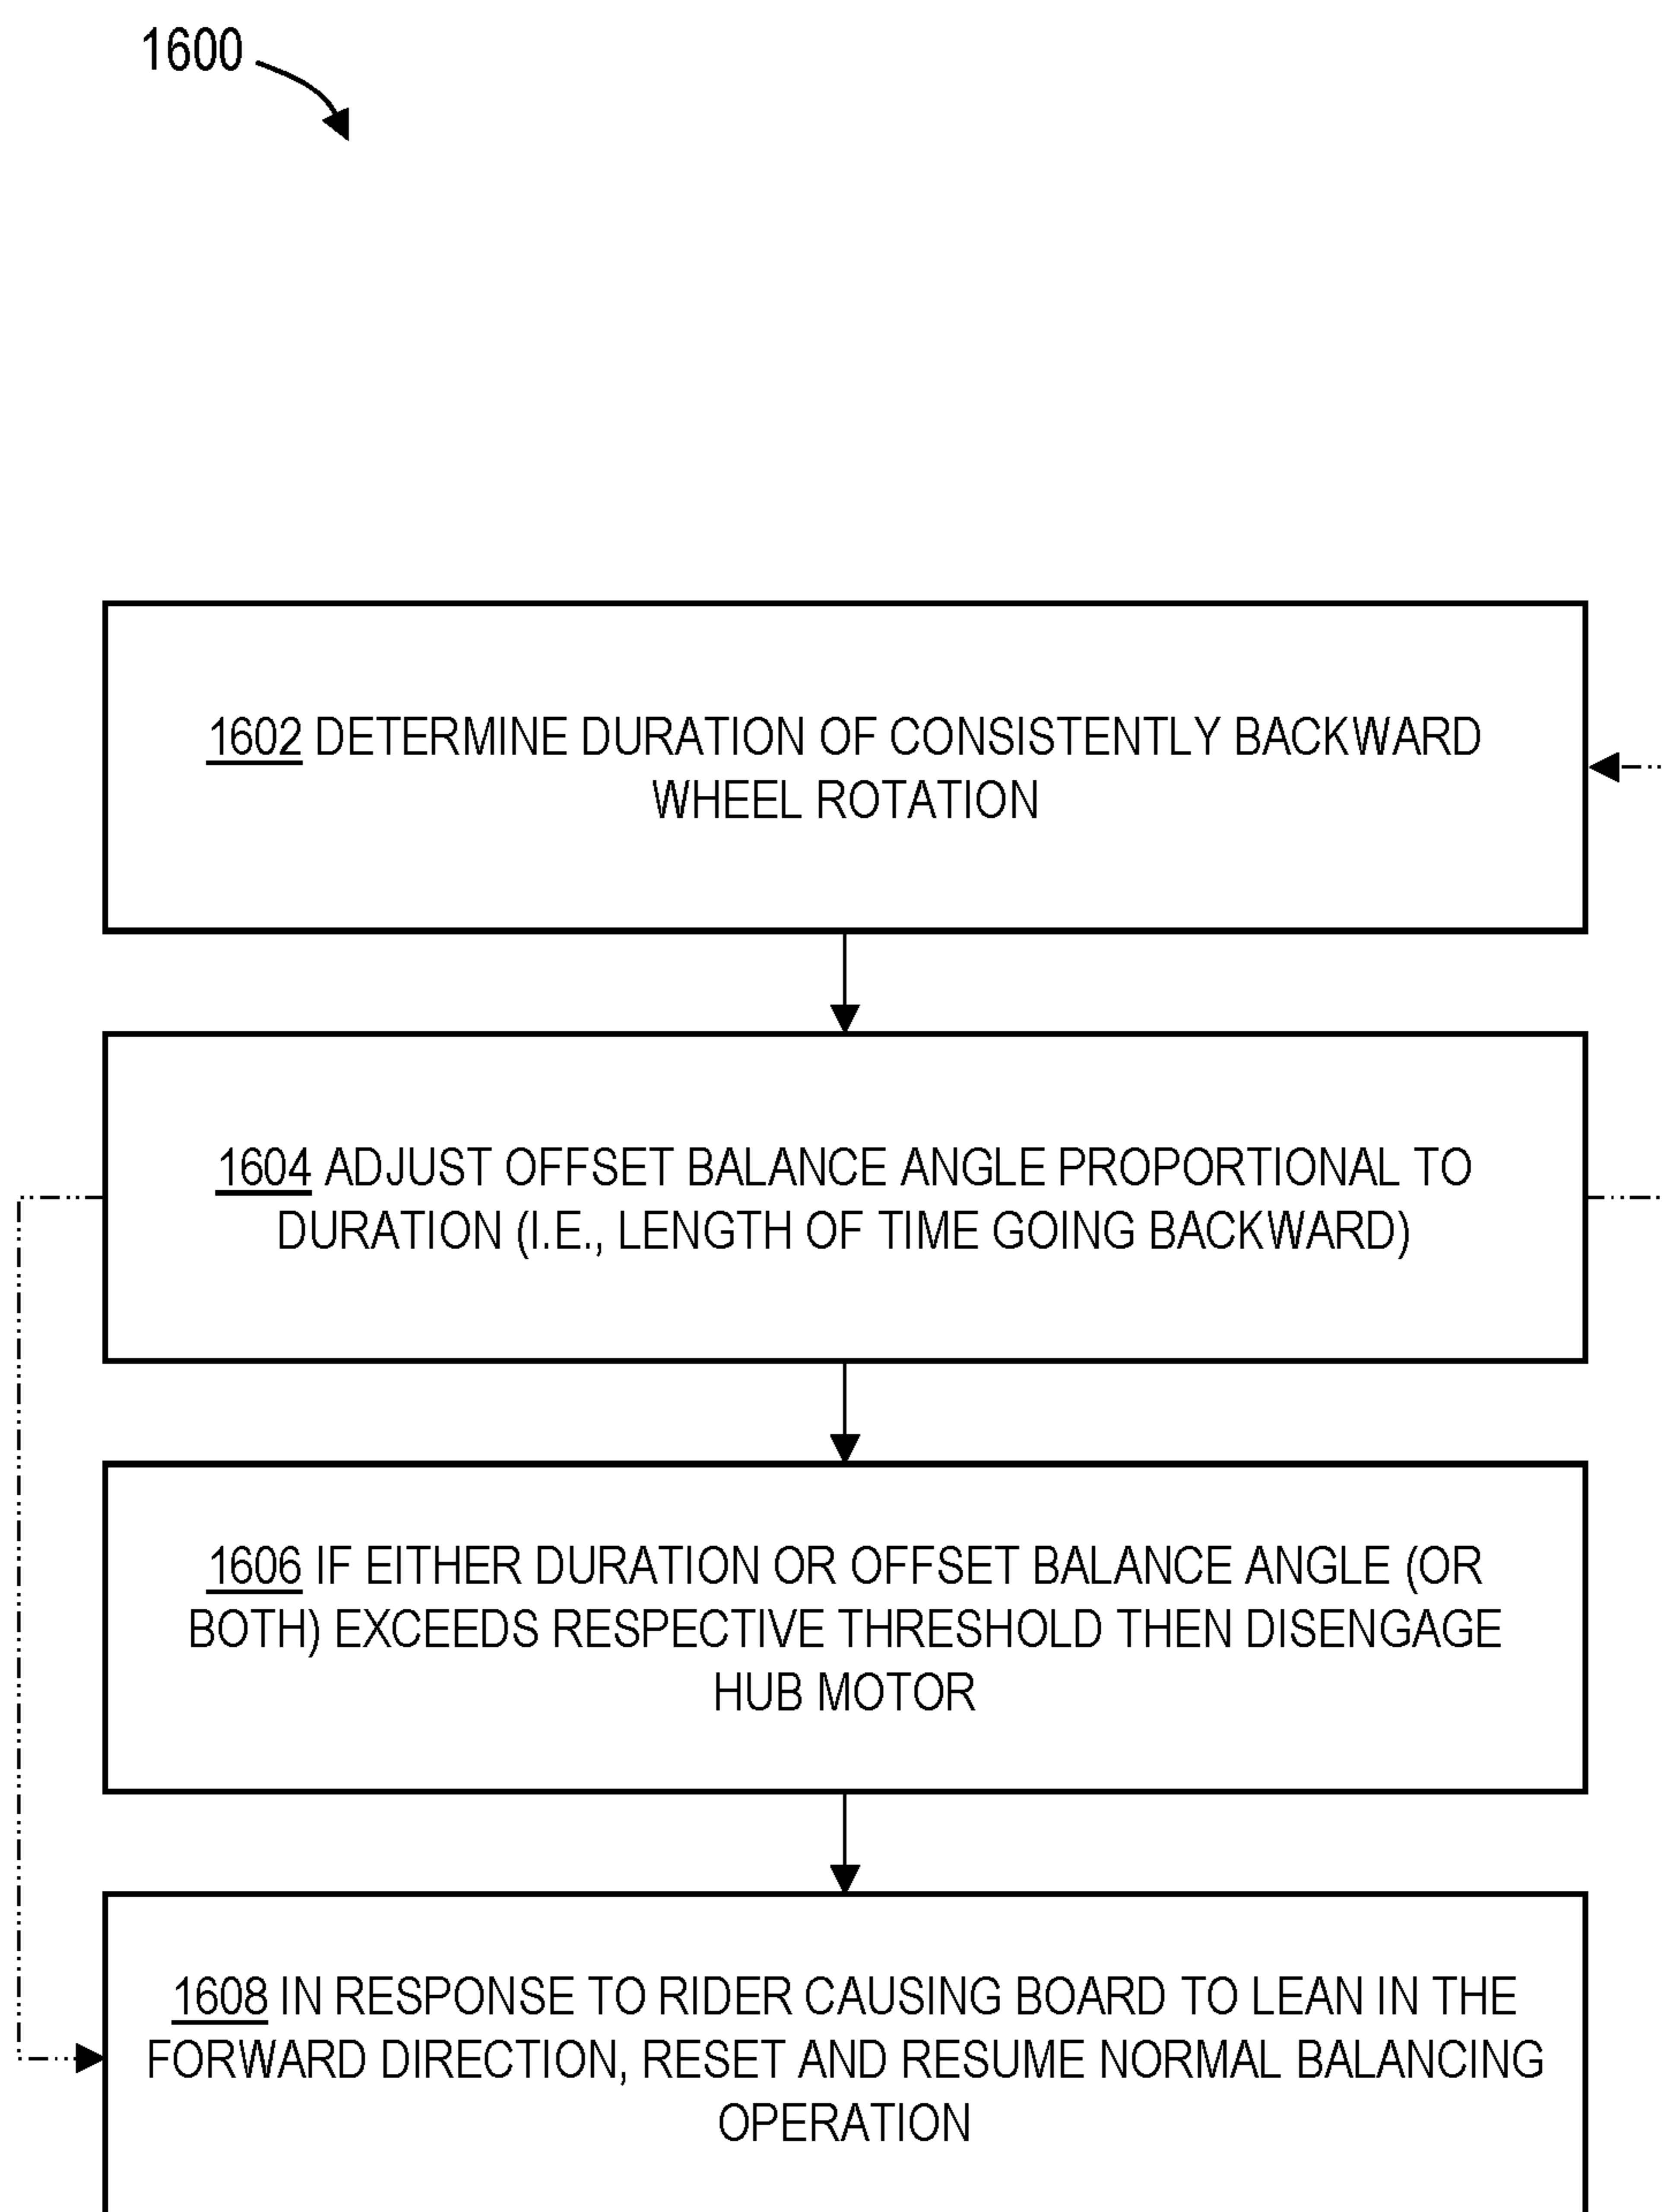 1600
1602 DETERMINE DURATION OF CONSISTENTLY BACKWARD
WHEEL ROTATION
1604 ADJUST OFFSET BALANCE ANGLE PROPORTIONAL TO
DURATION (I.E., LENGTH OF TIME GOING BACKWARD)
1606 IF EITHER DURATION OR OFFSET BALANCE ANGLE (OR
BOTH) EXCEEDS RESPECTIVE THRESHOLD THEN DISENGAGE
HUB MOTOR
1608 IN RESPONSE TO RIDER CAUSING BOARD TO LEAN IN THE
FORWARD DIRECTION, RESET AND RESUME NORMAL BALANCING
OPERATION